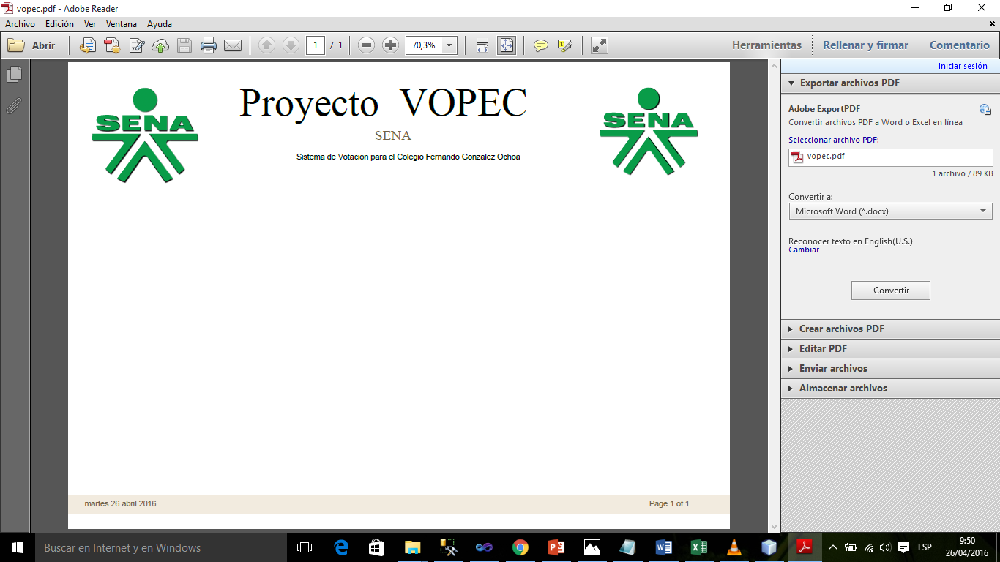 vopec.pdf - Adobe Reader
Archivo Edición Ver Ventana Ayuda
Abrir 1 / 1 70,3% Herramientas Rellenar y firmar Comentario
Iniciar sesión
Exportar archivos PDF
Adobe ExportPDF
Convertir archivos PDF a Word o Excel en línea
Seleccionar archivo PDF:
vopec.pdf
1 archivo / 89 KB
Convertir a:
Microsoft Word (*.docx)
Reconocer texto en English(U.S.)
Cambiar
Convertir
Crear archivos PDF
Editar PDF
Enviar archivos
Almacenar archivos
SENA
Proyecto VOPEC
SENA
Sistema de Votacion para el Colegio Fernando Gonzalez Ochoa
SENA
martes 26 abril 2016 Page 1 of 1
Buscar en Internet y en Windows
ESP
9:50
26/04/2016